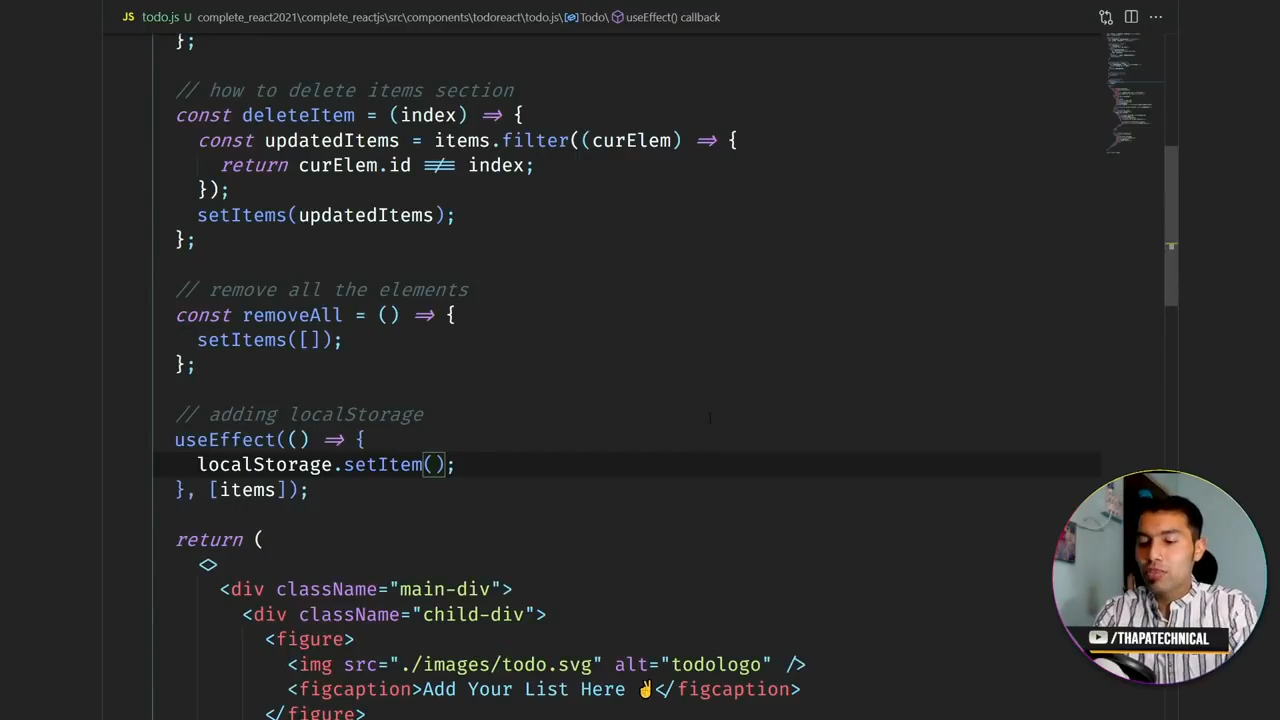 JS todo.js complete_react2021\complete_reactjs\src\components\todoreact\todo.js\Todo\useEffect() callback
};
// how to delete items section
const deleteItem = (index) => {
const updatedItems = items.filter((curElem) => {
return curElem.id !== index;
});
setItems(updatedItems);
};
// remove all the elements
const removeAll = () => {
setItems([]);
};
// adding localStorage
useEffect(() => {
localStorage.setItem();
}, [items]);
return (
<>
<div className="main-div">
<div className="child-div">
<figure>
<img src="./images/todo.svg" alt="todologo" />
<figcaption>Add Your List Here ✌</figcaption>
</figure>
/THAPATECHNICAL